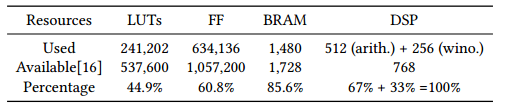 Resources LUTs FF BRAM DSP
Used 241,202 634,136 1,480 512 (arith.) + 256 (wino.)
Available[16] 537,600 1,057,200 1,728 768
Percentage 44.9% 60.8% 85.6% 67% + 33% =100%